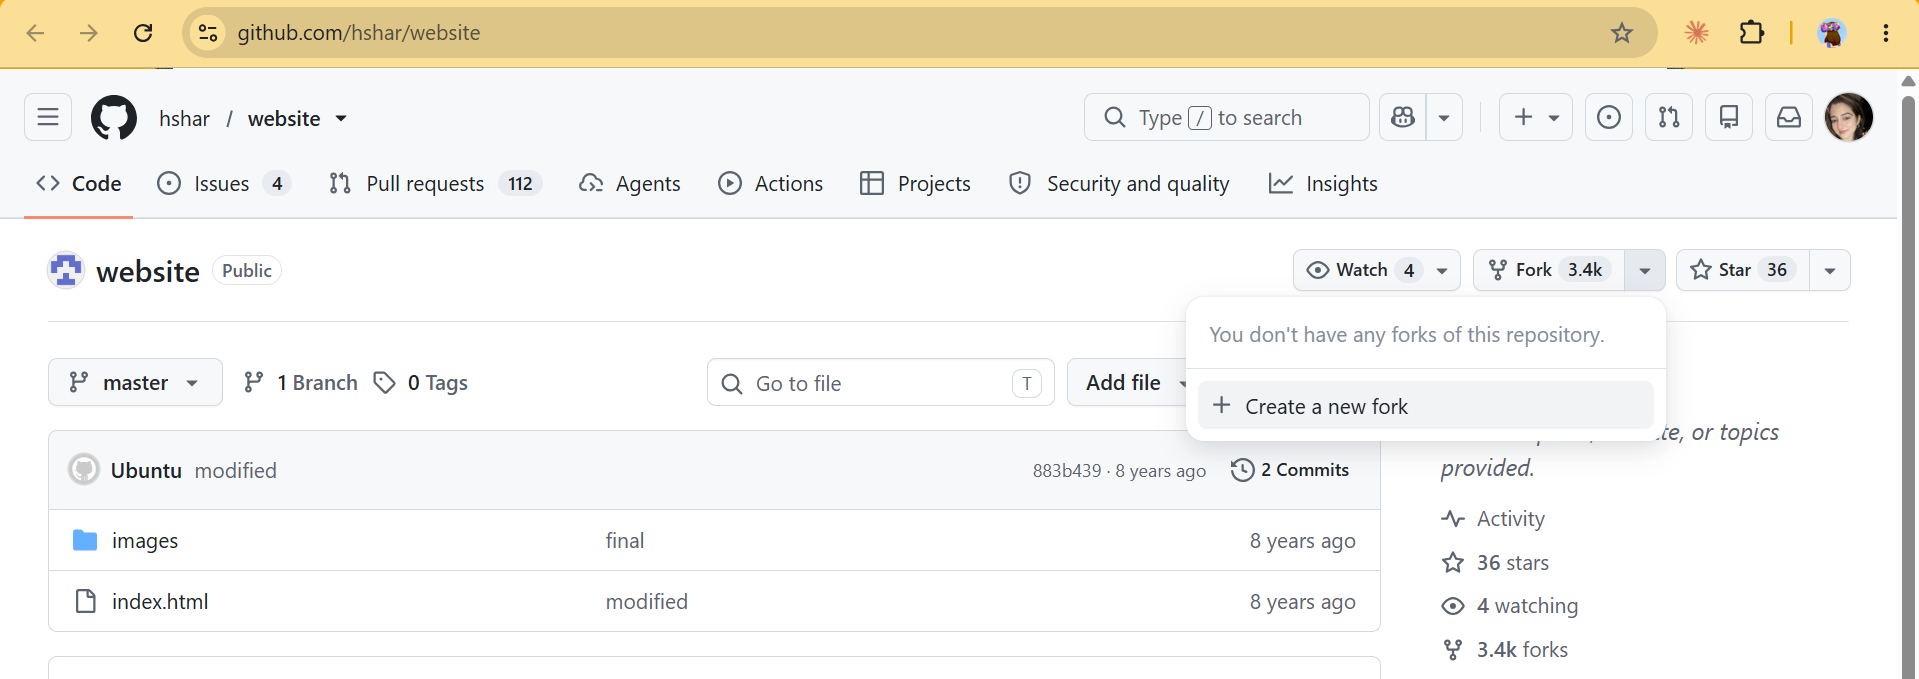 github.com/hshar/website
hshar / website
Type / to search
Code Issues 4 Pull requests 112 Agents Actions Projects Security and quality Insights
website Public
Watch 4 Fork 3.4k Star 36
You don't have any forks of this repository.
master 1 Branch 0 Tags Go to file T Add file
Create a new fork
or topics
provided.
Ubuntu modified 883b439 · 8 years ago 2 Commits
images final 8 years ago
index.html modified 8 years ago
Activity
36 stars
4 watching
3.4k forks